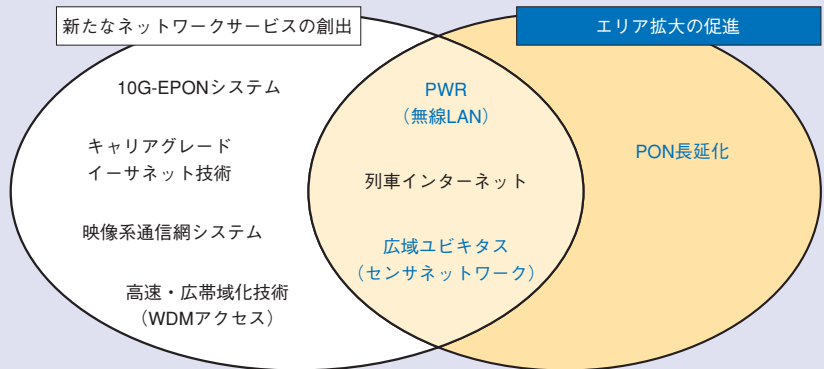 新たなネットワークサービスの創出
エリア拡大の促進
10G-EPONシステム
キャリアグレード
イーサネット技術
映像系通信網システム
高速・広帯域化技術
（WDMアクセス）
PWR
（無線LAN）
列車インターネット
広域ユビキタス
（センサネットワーク）
PON長延化